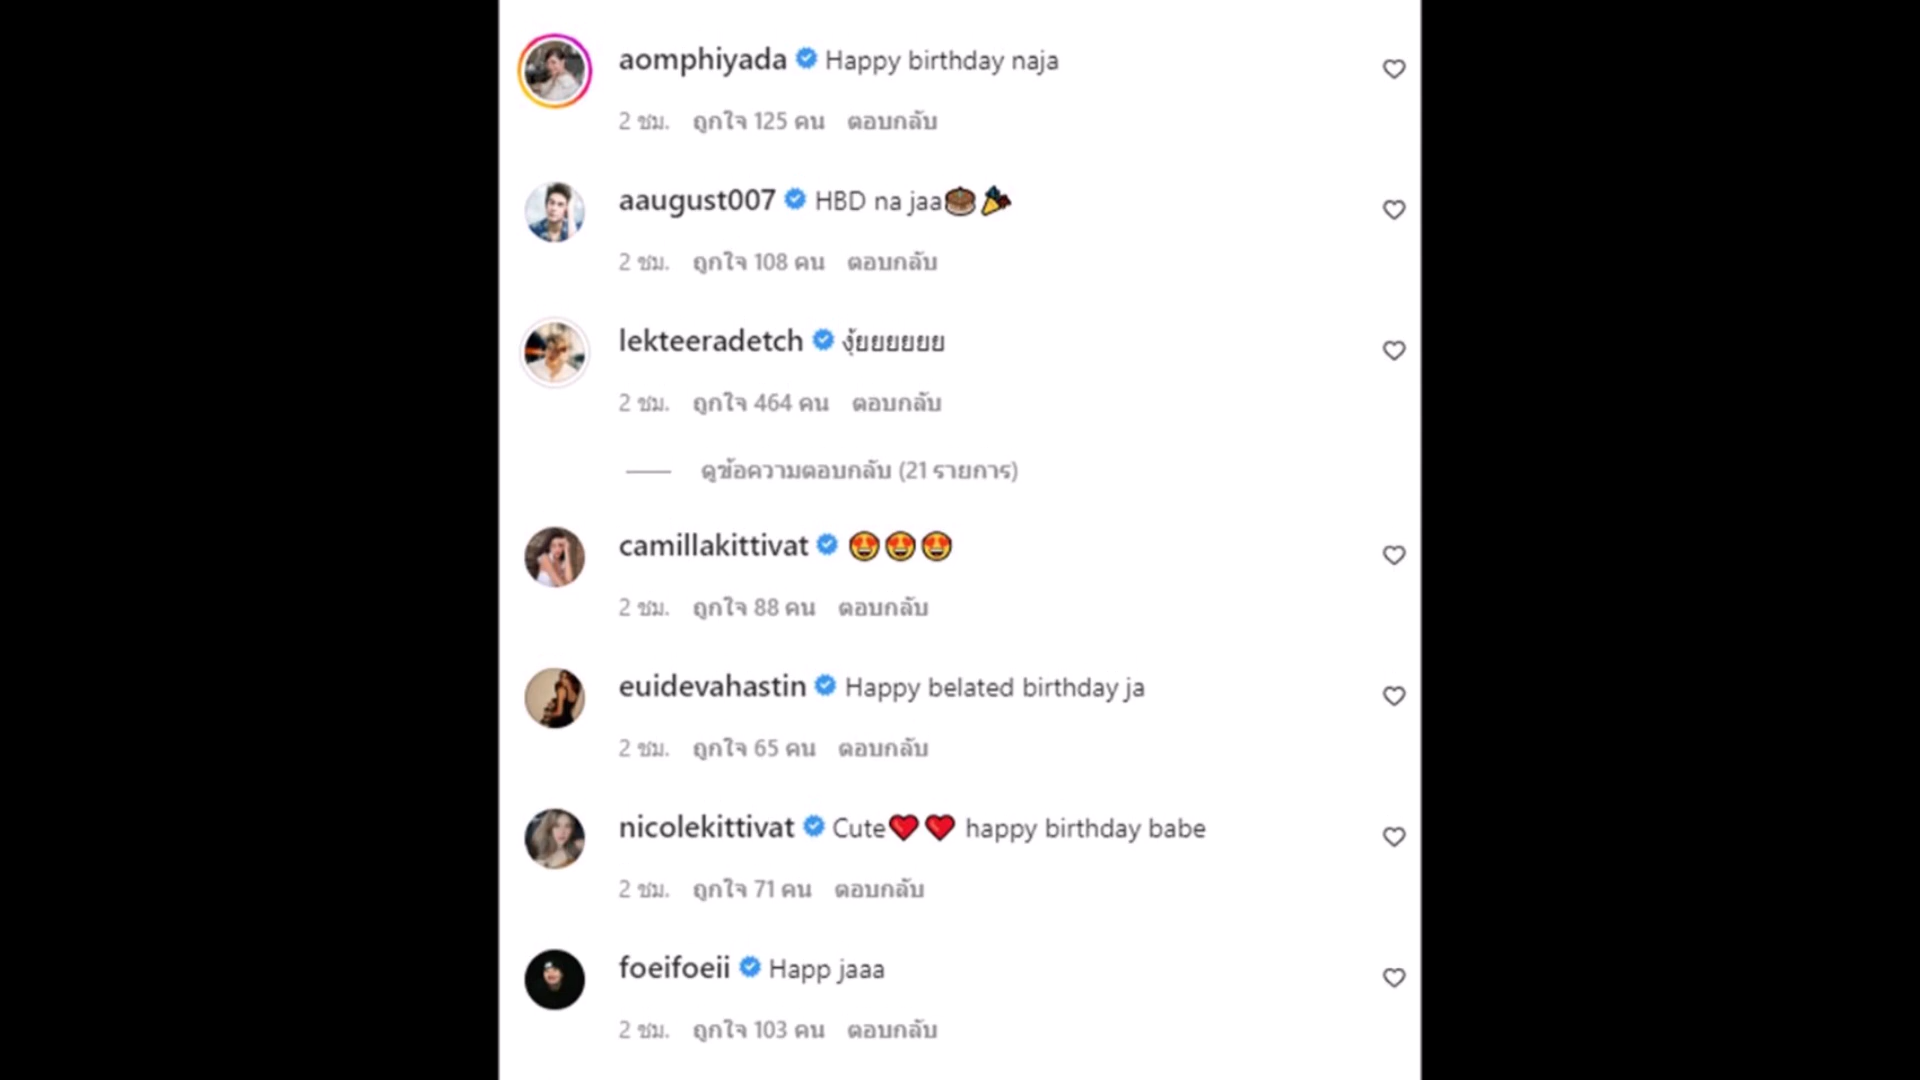 aomphiyada Happy birthday naja
2 ชม. ถูกใจ 125 คน ตอบกลับ
aaugust007 HBD na jaa🎂🎉
2 ชม. ถูกใจ 108 คน ตอบกลับ
lekteeradetch งุ้ยยยยยย
2 ชม. ถูกใจ 464 คน ตอบกลับ
ดูข้อความตอบกลับ (21 รายการ)
camillakittivat 😍😍😍
2 ชม. ถูกใจ 88 คน ตอบกลับ
euidevahastin Happy belated birthday ja
2 ชม. ถูกใจ 65 คน ตอบกลับ
nicolekittivat Cute❤️❤️ happy birthday babe
2 ชม. ถูกใจ 71 คน ตอบกลับ
foeifoeii Happ jaaa
2 ชม. ถูกใจ 103 คน ตอบกลับ